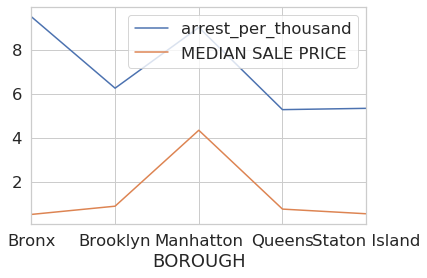 arrest_per_thousand
MEDIAN SALE PRICE
8
6
4
2
Bronx Brooklyn Manhatton Queens Staton Island
BOROUGH